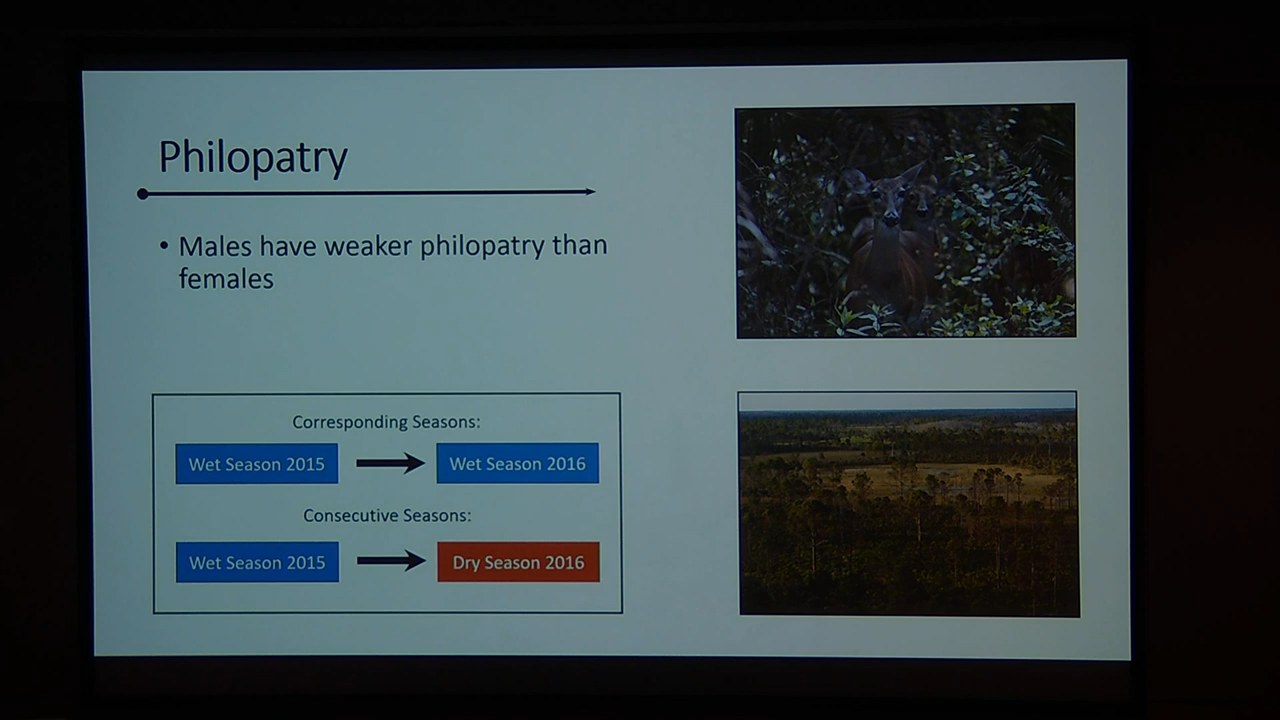 Philopatry
• Males have weaker philopatry than
females
Corresponding Seasons:
Wet Season 2015
Wet Season 2016
Consecutive Seasons:
Wet Season 2015
Dry Season 2016